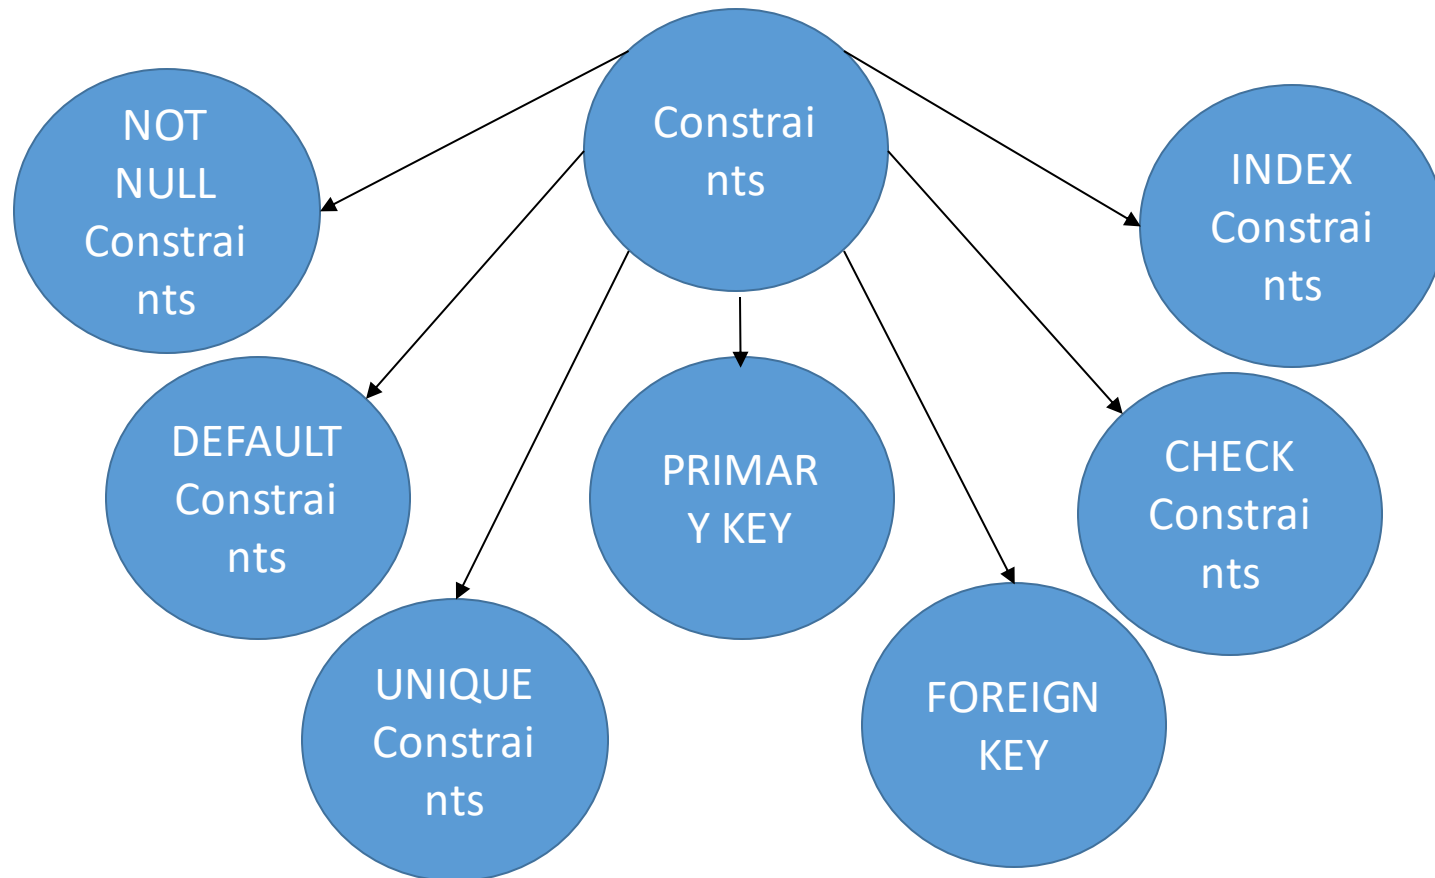 Constrai
nts
NOT
NULL
Constrai
nts
INDEX
Constrai
nts
DEFAULT
Constrai
nts
PRIMAR
Y KEY
CHECK
Constrai
nts
UNIQUE
Constrai
nts
FOREIGN
KEY